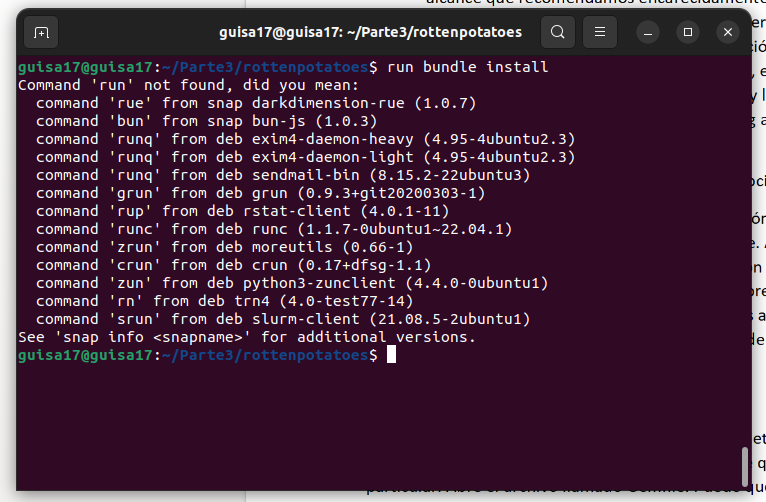 alcance que recomendamos encarecidamente
guisa17@guisa17: ~/Parte3/rottenpotatoes
guisa17@guisa17:~/Parte3/rottenpotatoes$ run bundle install
Command 'run' not found, did you mean:
  command 'rue' from snap darkdimension-rue (1.0.7)
  command 'bun' from snap bun-js (1.0.3)
  command 'runq' from deb exim4-daemon-heavy (4.95-4ubuntu2.3)
  command 'runq' from deb exim4-daemon-light (4.95-4ubuntu2.3)
  command 'runq' from deb sendmail-bin (8.15.2-22ubuntu3)
  command 'grun' from deb grun (0.9.3+git20200303-1)
  command 'rup' from deb rstat-client (4.0.1-11)
  command 'runc' from deb runc (1.1.7-0ubuntu1~22.04.1)
  command 'zrun' from deb moreutils (0.66-1)
  command 'crun' from deb crun (0.17+dfsg-1.1)
  command 'zun' from deb python3-zunclient (4.4.0-0ubuntu1)
  command 'rn' from deb trn4 (4.0-test77-14)
  command 'srun' from deb slurm-client (21.08.5-2ubuntu1)
See 'snap info <snapname>' for additional versions.
guisa17@guisa17:~/Parte3/rottenpotatoes$